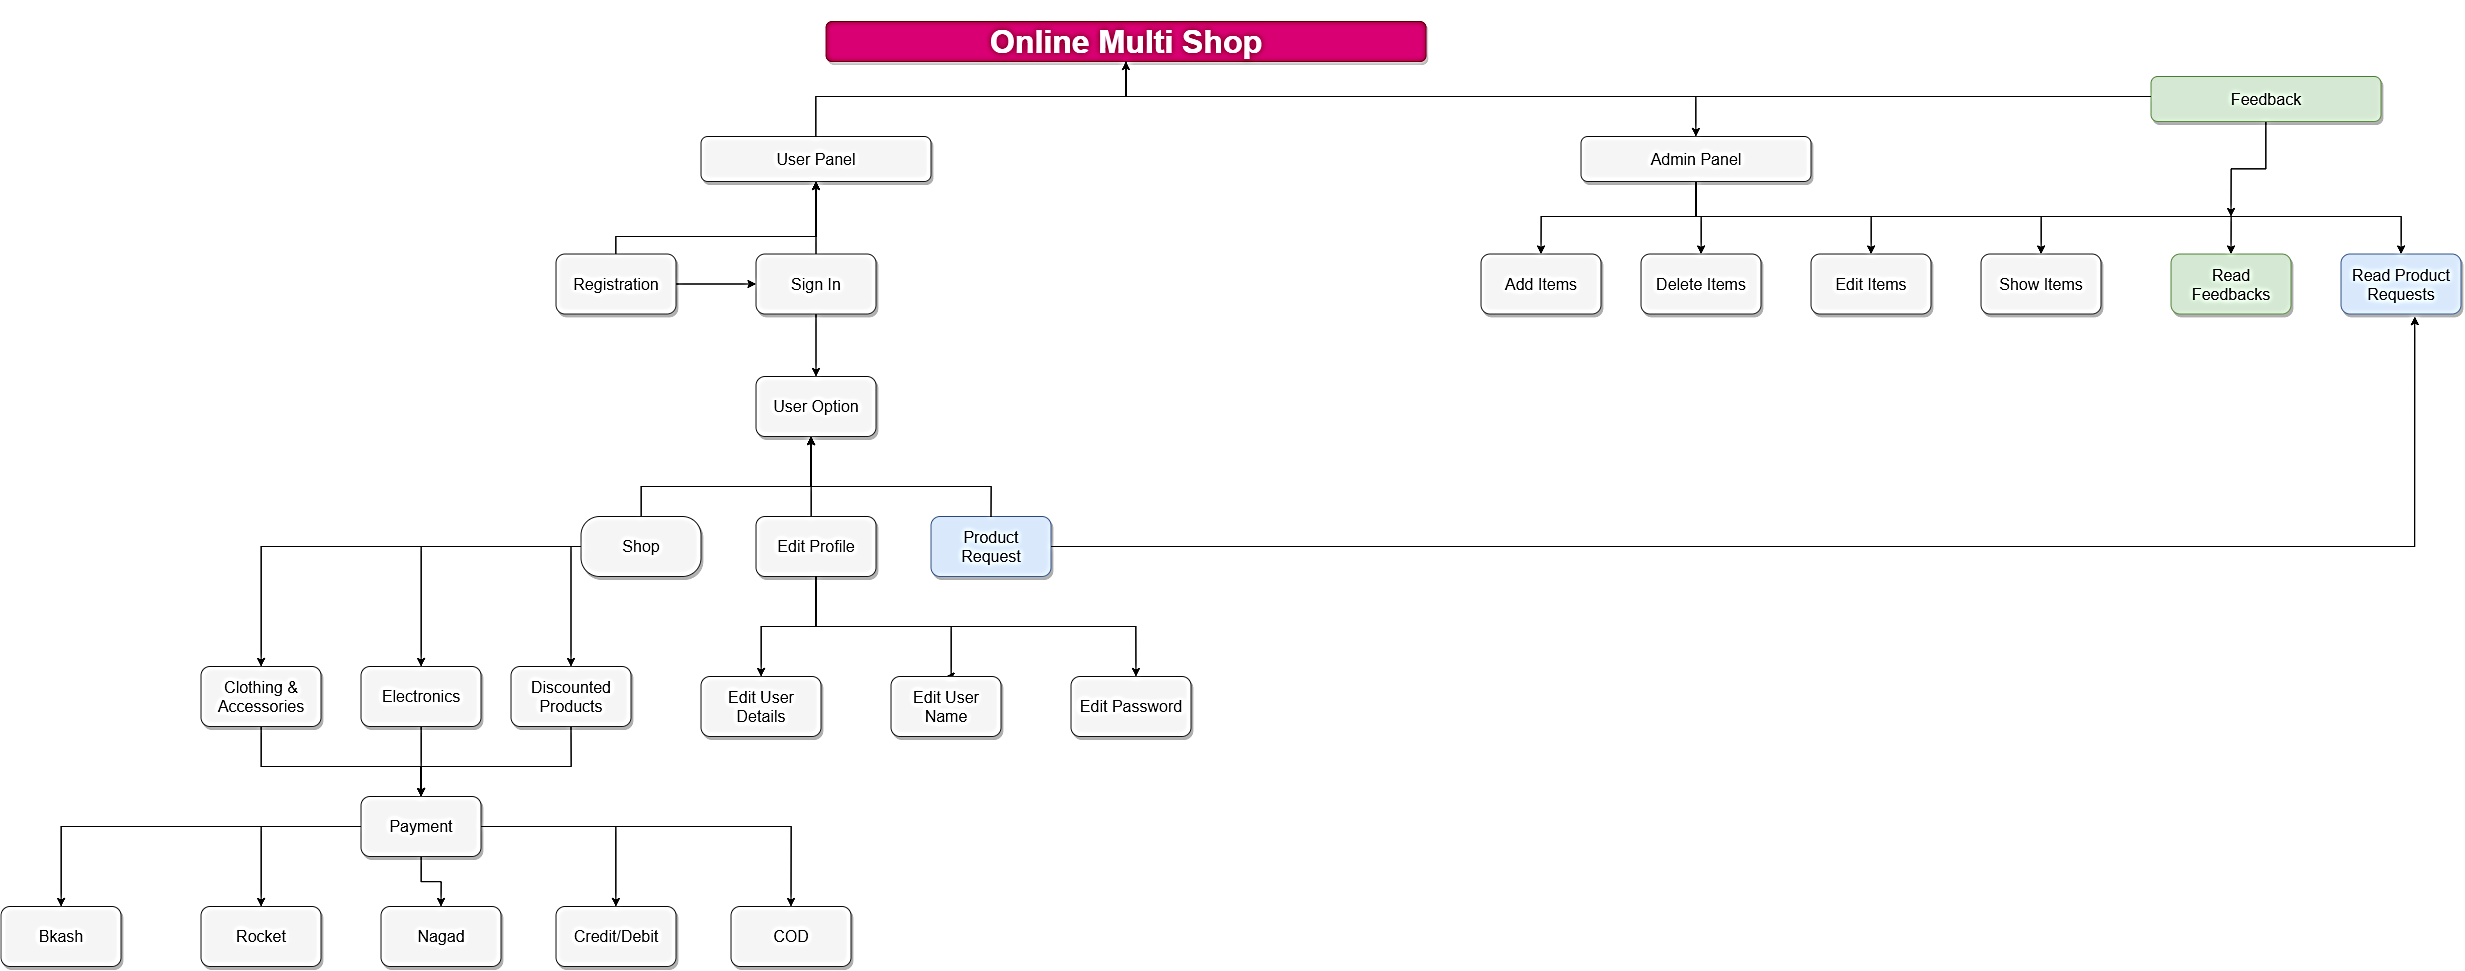 Online Multi Shop
Feedback
User Panel
Admin Panel
Registration
Sign In
Add Items
Delete Items
Edit Items
Show Items
Read
Feedbacks
Read Product
Requests
User Option
Shop
Edit Profile
Product
Request
Clothing &
Accessories
Electronics
Discounted
Products
Edit User
Details
Edit User
Name
Edit Password
Payment
Bkash
Rocket
Nagad
Credit/Debit
COD